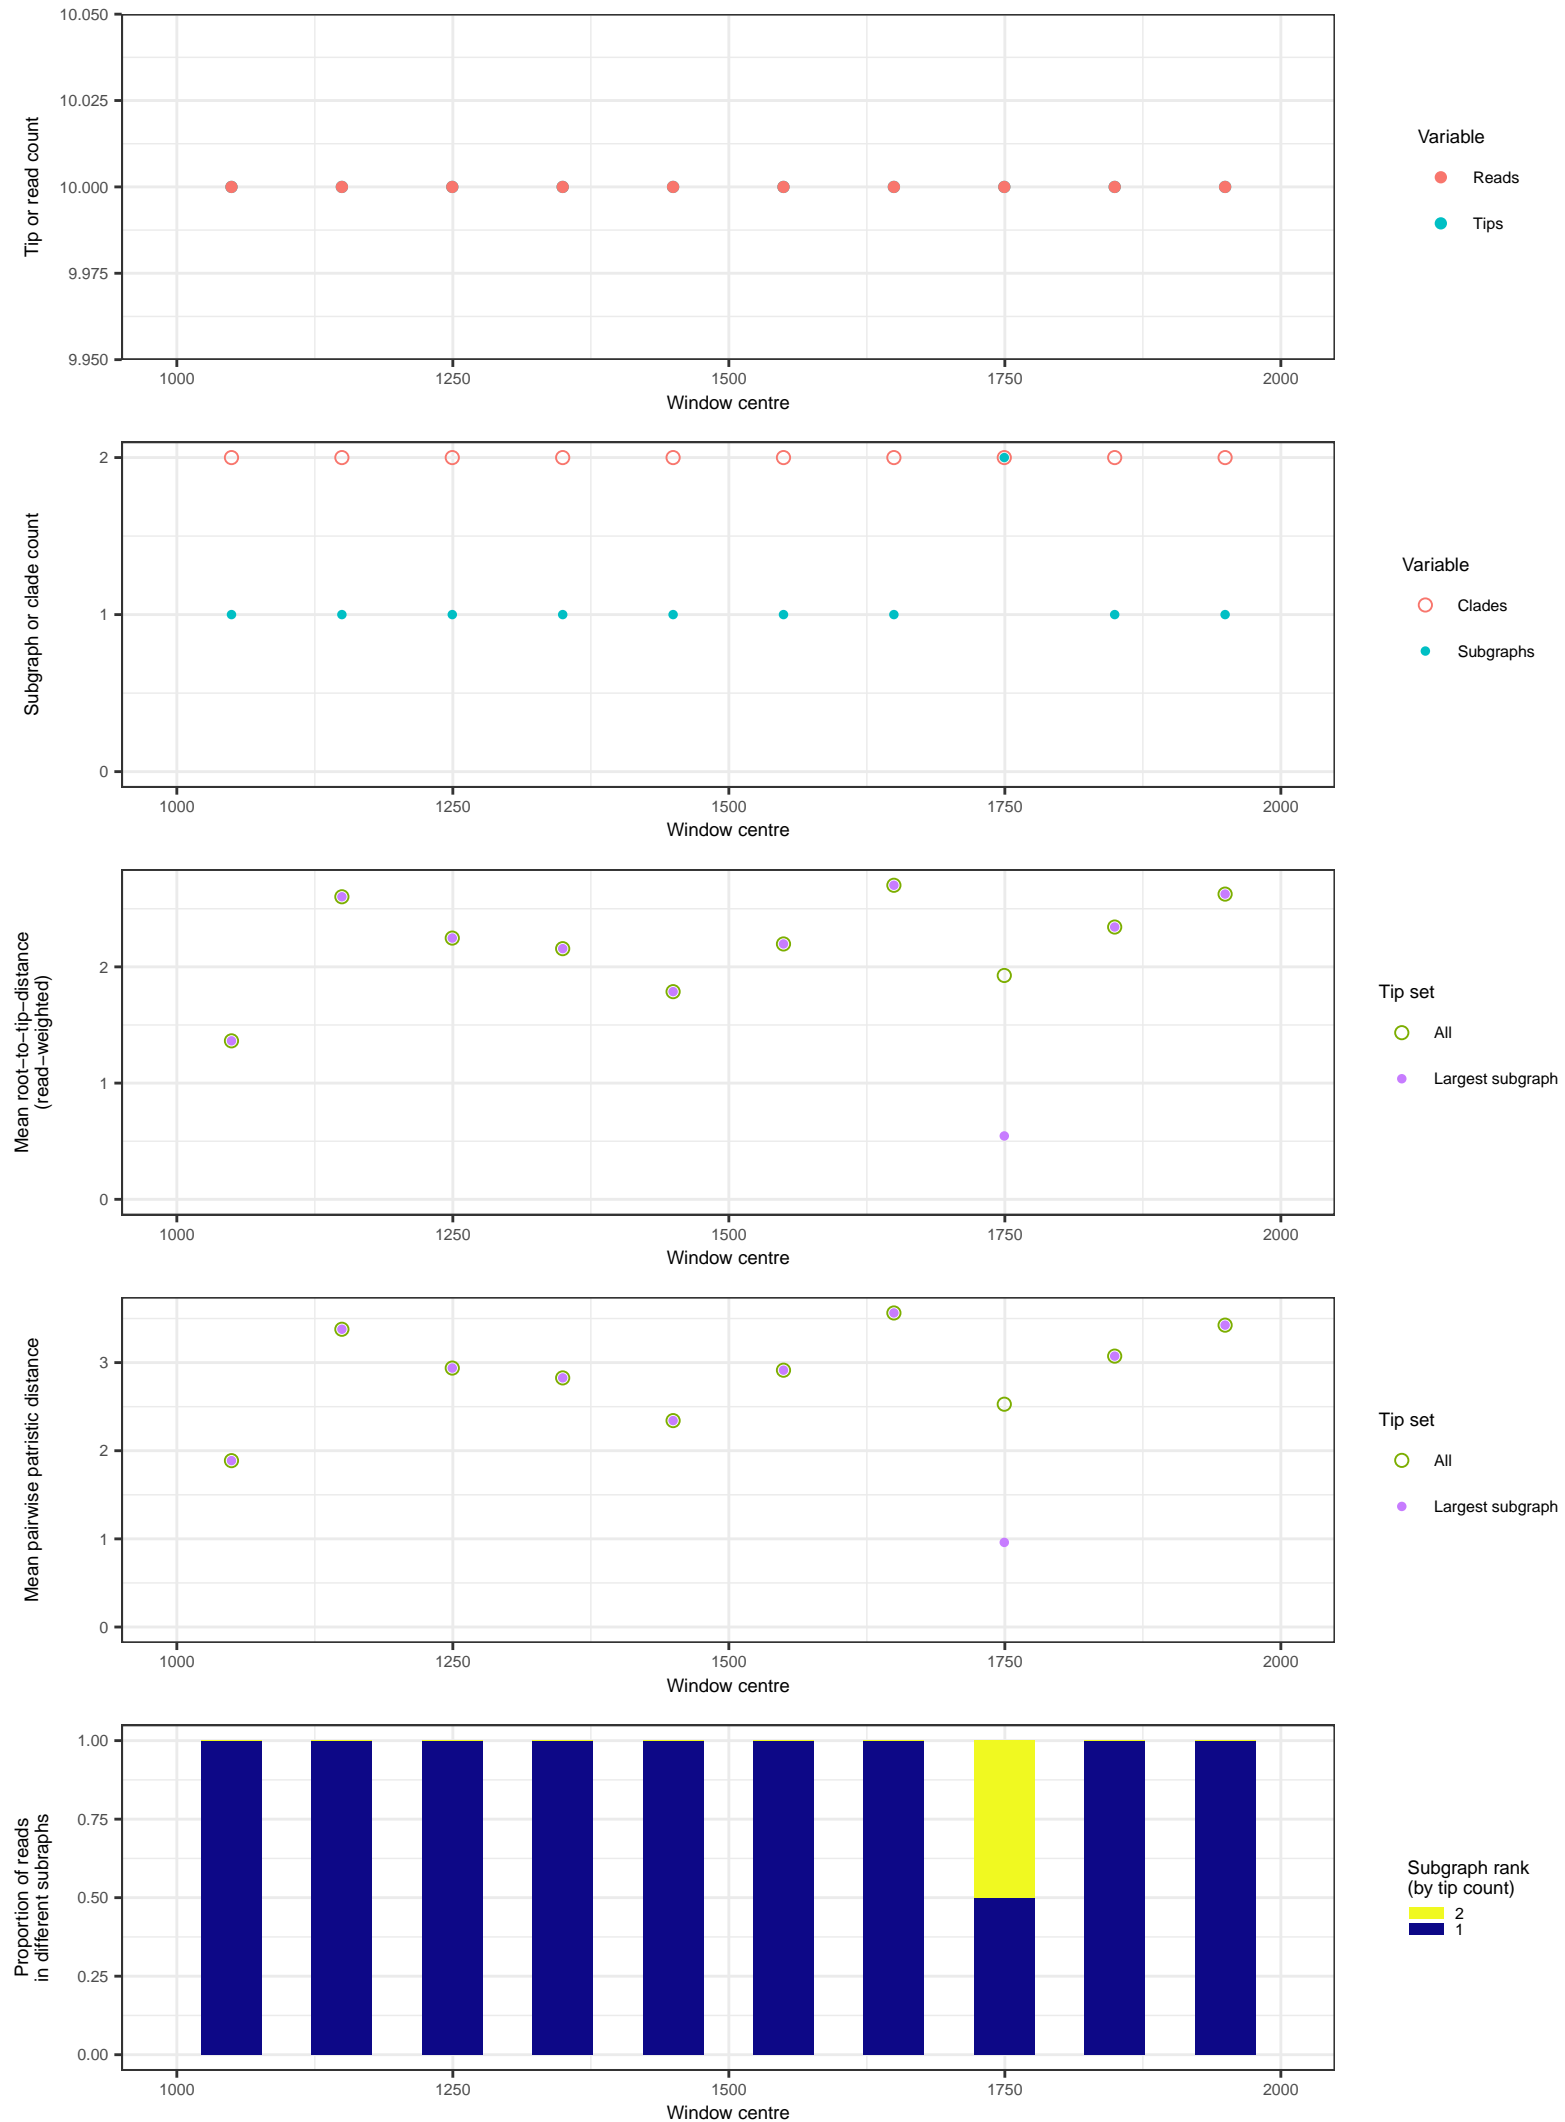 10.050
10.025
10.000
9.975
9.950
Tip or read count
1000 1250 1500 1750 2000
Window centre
Variable
Reads
Tips
2
1
0
Subgraph or clade count
1000 1250 1500 1750 2000
Window centre
Variable
Clades
Subgraphs
2
1
0
Mean root−to−tip−distance
(read−weighted)
1000 1250 1500 1750 2000
Window centre
Tip set
All
Largest subgraph
3
2
1
0
Mean pairwise patristic distance
1000 1250 1500 1750 2000
Window centre
Tip set
All
Largest subgraph
1.00
0.75
0.50
0.25
0.00
Proportion of reads
in different subraphs
1000 1250 1500 1750 2000
Window centre
Subgraph rank
(by tip count)
2
1